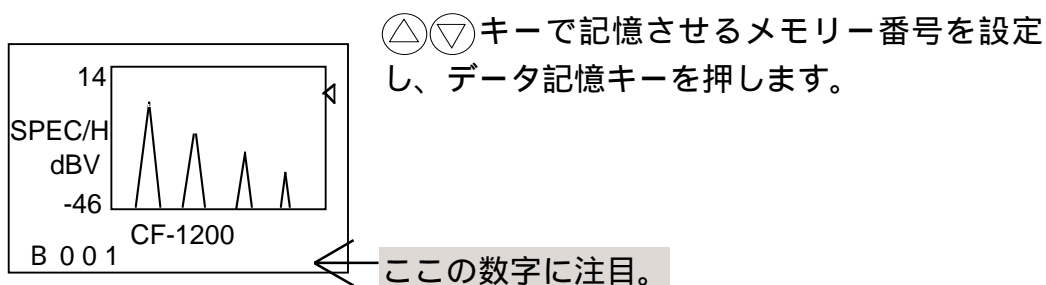 △▽キーで記憶させるメモリー番号を設定
し、データ記憶キーを押します。
14
SPEC/H
dBV
-46
CF-1200
B 0 0 1
ここの数字に注目。